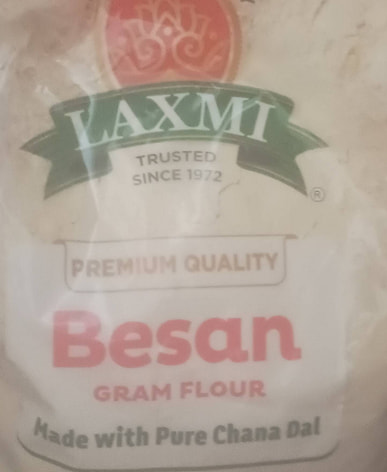 LAXMI
TRUSTED
SINCE 1972
®
PREMIUM QUALITY
Besan
GRAM FLOUR
Made with Pure Chana Dal